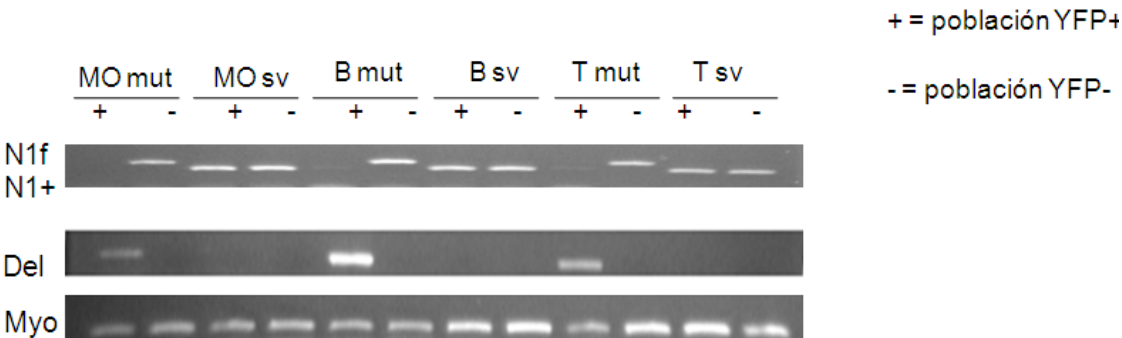 + = población YFP+
- = población YFP-
MO mut MO sv B mut B sv T mut T sv
+ - + - + - + - + - + -
N1f
N1+
Del
Myo